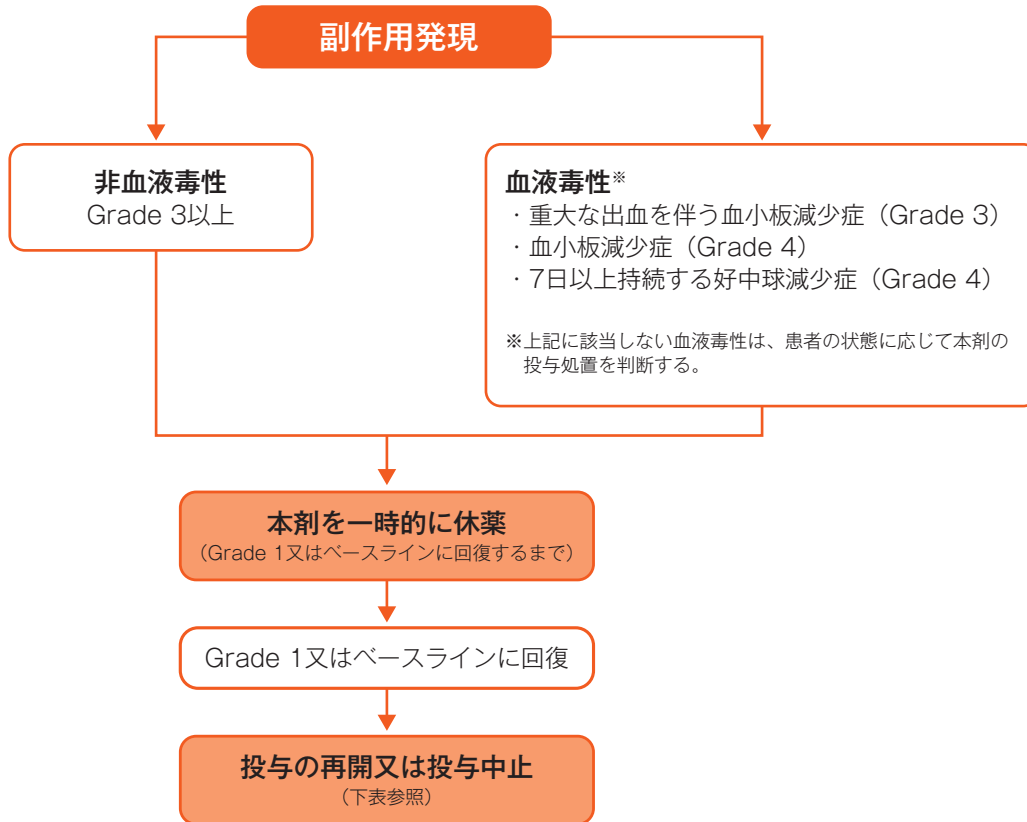 副作用発現
非血液毒性
Grade 3以上
血液毒性※
・重大な出血を伴う血小板減少症（Grade 3）
・血小板減少症（Grade 4）
・7日以上持続する好中球減少症（Grade 4）
※上記に該当しない血液毒性は、患者の状態に応じて本剤の
投与処置を判断する。
本剤を一時的に休薬
（Grade 1又はベースラインに回復するまで）
Grade 1又はベースラインに回復
投与の再開又は投与中止
（下表参照）